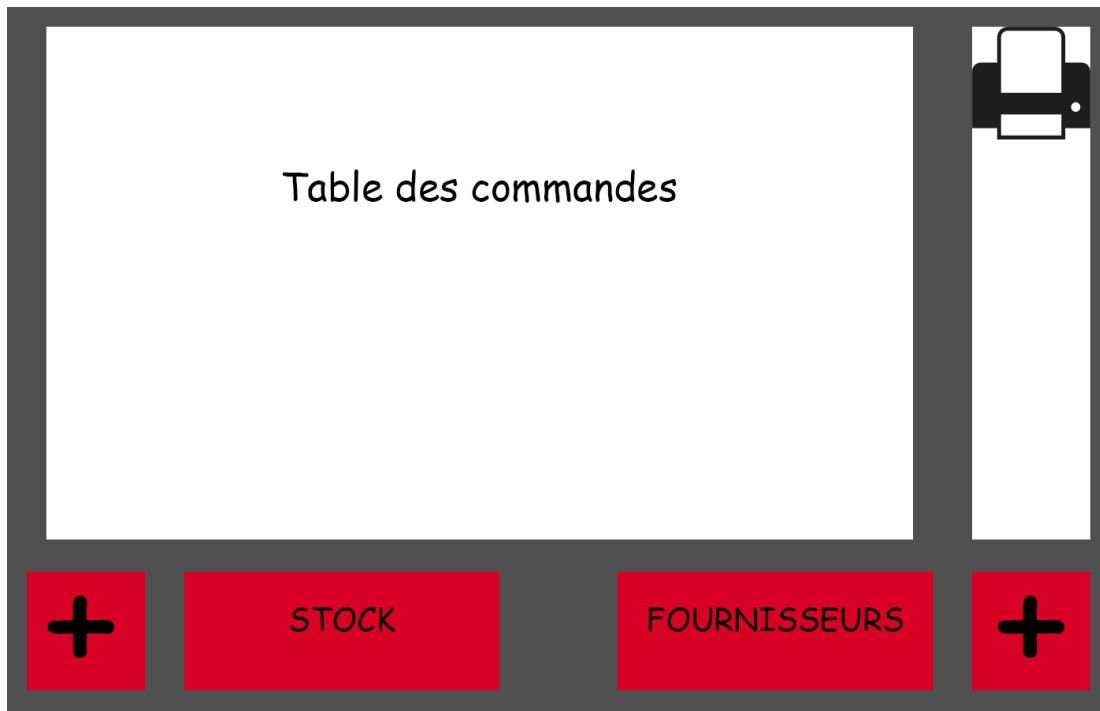 Table des commandes
+ STOCK FOURNISSEURS +